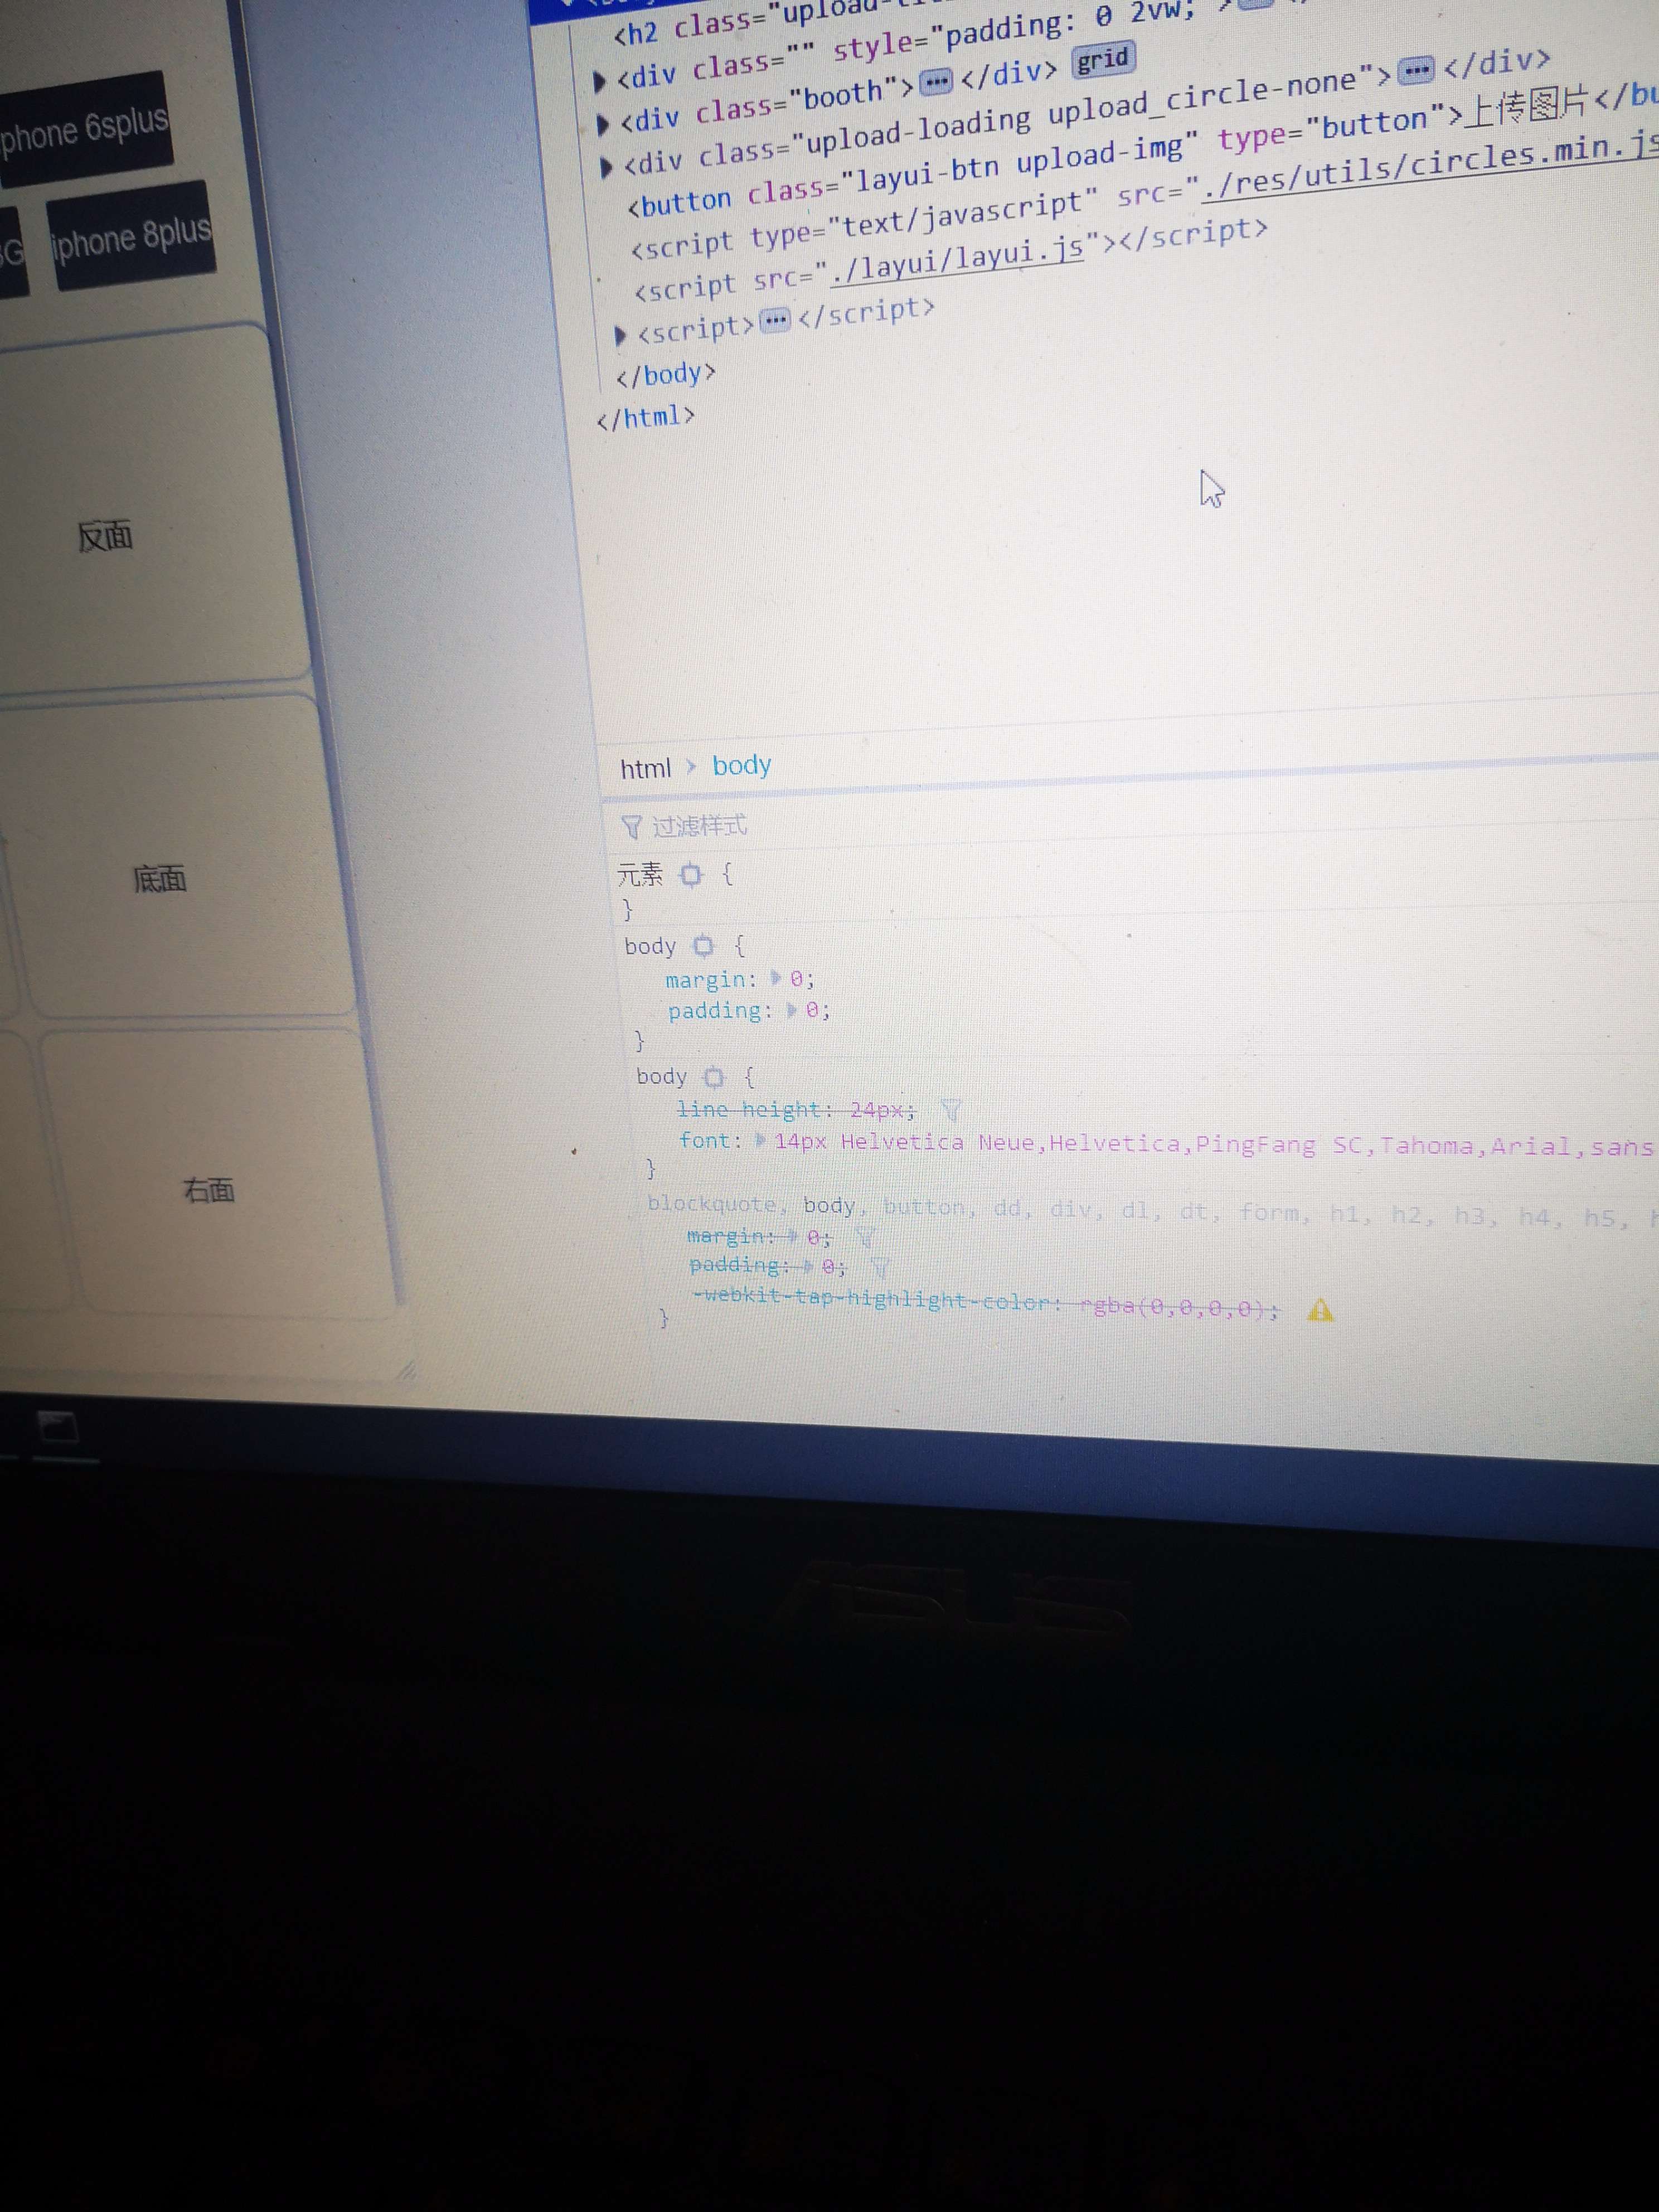 phone 6splus
G
iphone 8plus
反面
底面
右面
<h2 class="upload-
<div class="" style="padding: 0 2vw;
<div class="booth"></div> grid
<div class="upload-loading upload_circle-none"></div>
<button class="layui-btn upload-img" type="button">上传图片</bu
<script type="text/javascript" src="./res/utils/circles.min.js
<script src="./layui/layui.js"></script>
<script></script>
</body>
</html>
html > body
过滤样式
元素 {
}
body {
margin: 0;
padding: 0;
}
body {
line-height: 24px;
font: 14px Helvetica Neue,Helvetica,PingFang SC,Tahoma,Arial,sans
}
blockquote, body, button, dd, div, dl, dt, form, h1, h2, h3, h4, h5,
margin: 0;
padding: 0;
-webkit-tap-highlight-color: rgba(0,0,0,0);
}
ASUS